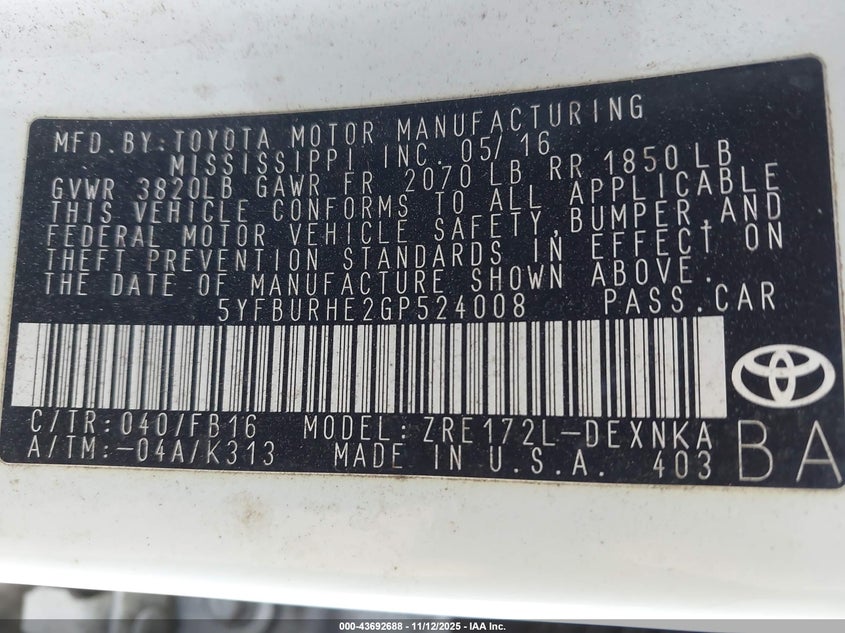 MFD.BY:TOYOTA MOTOR MANUFACTURING
MISSISSIPPI INC. 05/16
GVWR 3820LB GAWR FR 2070 LB RR 1850LB
THIS VEHICLE CONFORMS TO ALL APPLICABLE
FEDERAL MOTOR VEHICLE SAFETY,BUMPER,AND
THEFT PREVENTION STANDARDS IN EFFECT ON
THE DATE OF MANUFACTURE SHOWN ABOVE.
5YFBURHE2GP524008 PASS.CAR
C/TR:040/FB16 MODEL:ZRE172L-DEXNKA
A/TM:-04A/K313 MADE IN U.S.A. 403
BA
000-43692688 - 11/12/2025 - IAA Inc.